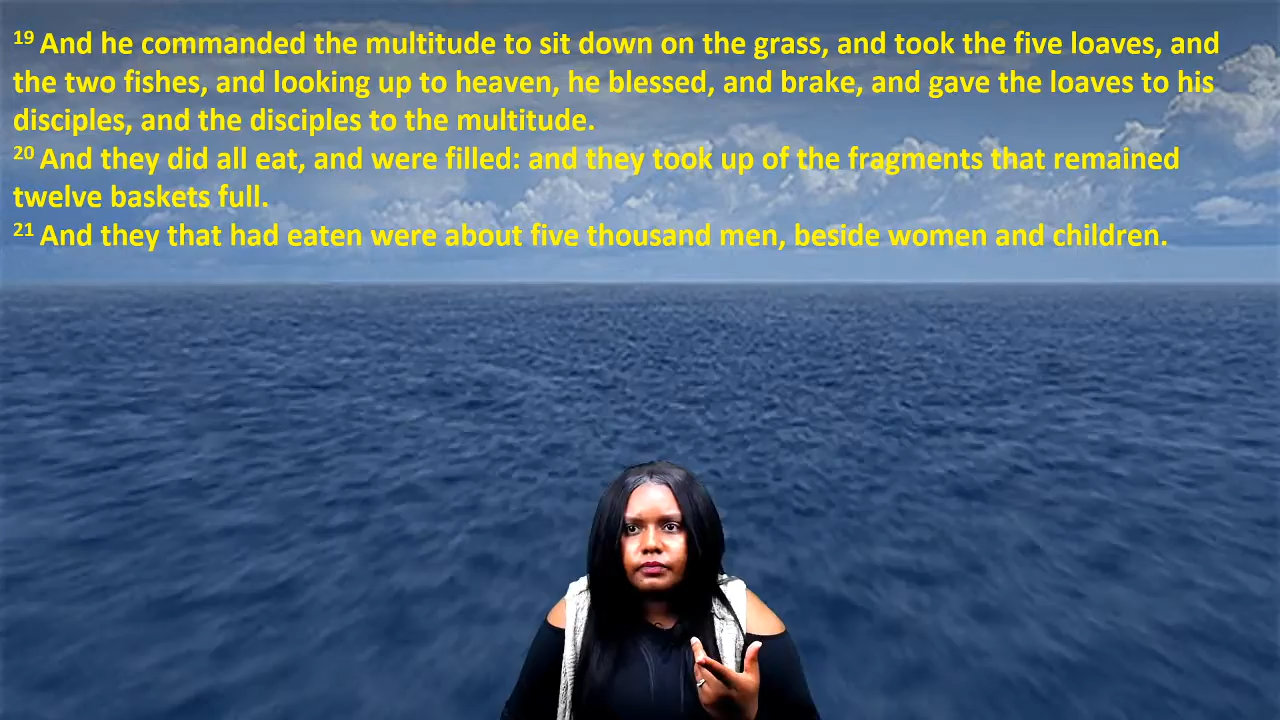 19 And he commanded the multitude to sit down on the grass, and took the five loaves, and
the two fishes, and looking up to heaven, he blessed, and brake, and gave the loaves to his
disciples, and the disciples to the multitude.
20 And they did all eat, and were filled: and they took up of the fragments that remained
twelve baskets full.
21 And they that had eaten were about five thousand men, beside women and children.